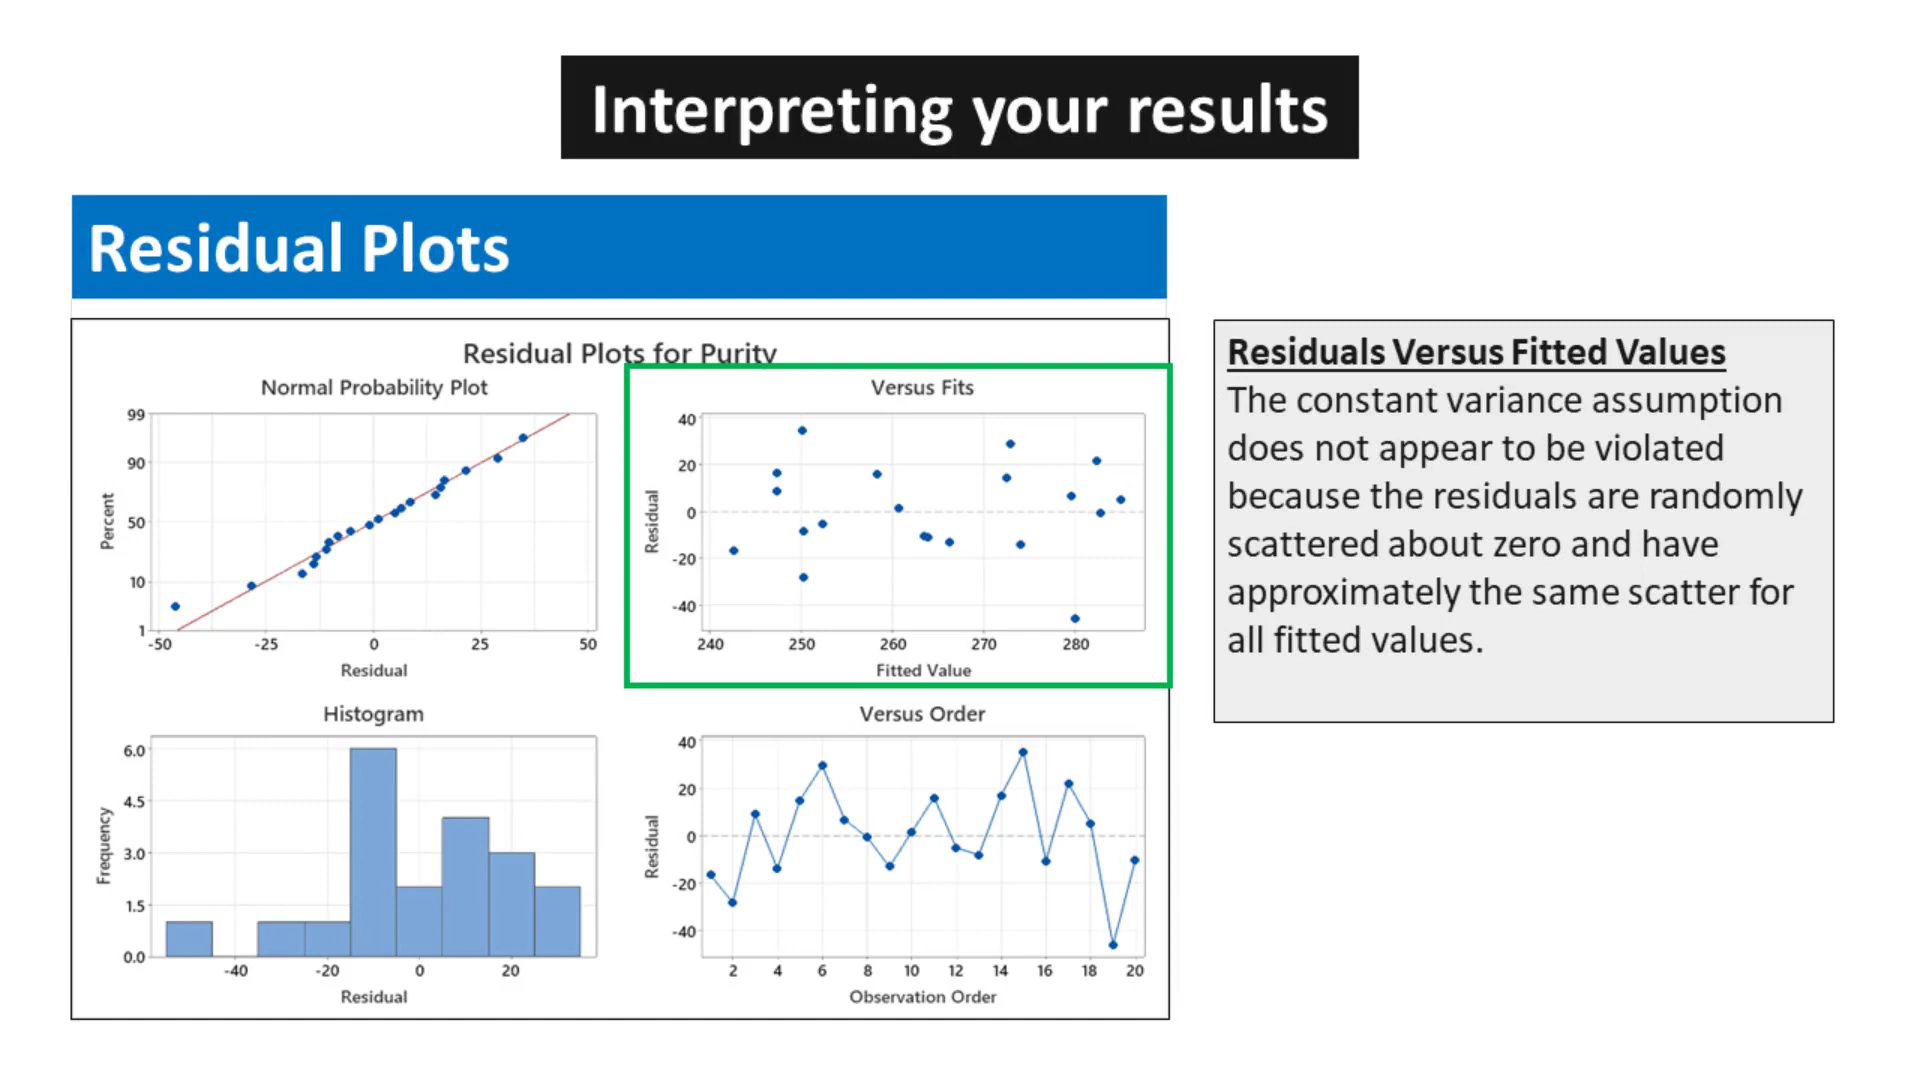 Interpreting your results
Residual Plots
Residual Plots for Purity
Normal Probability Plot
99
90
50
10
1
Percent
-50 -25 0 25 50
Residual
Versus Fits
40
20
0
-20
-40
Residual
240 250 260 270 280
Fitted Value
Histogram
6.0
4.5
3.0
1.5
0.0
Frequency
-40 -20 0 20
Residual
Versus Order
40
20
0
-20
-40
Residual
2 4 6 8 10 12 14 16 18 20
Observation Order
Residuals Versus Fitted Values
The constant variance assumption
does not appear to be violated
because the residuals are randomly
scattered about zero and have
approximately the same scatter for
all fitted values.